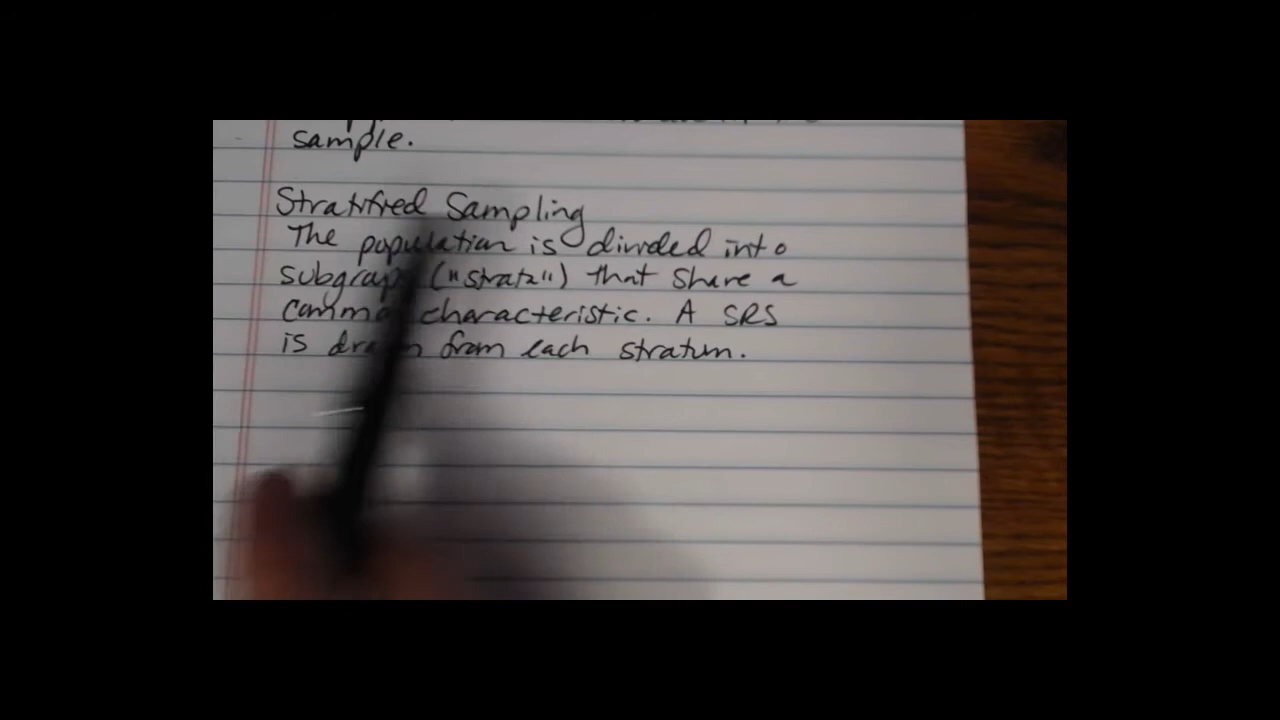 sample.
Stratified Sampling
The population is divided into
subgroups ("strata") that share a
common characteristic. A SRS
is drawn from each stratum.